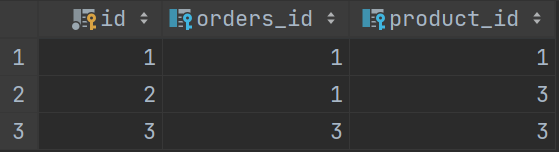 id orders_id product_id
1 1 1 1
2 2 1 3
3 3 3 3